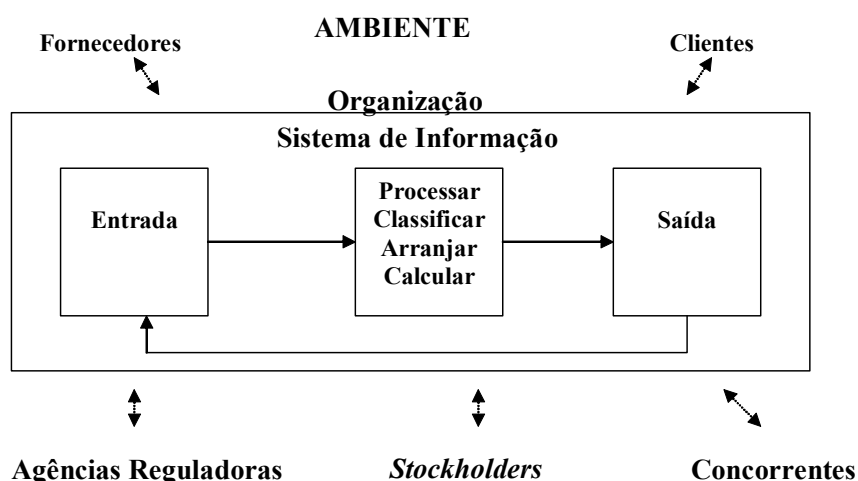 AMBIENTE
Fornecedores
Clientes
Organização
Sistema de Informação
Entrada
Processar
Classificar
Arranjar
Calcular
Saída
Agências Reguladoras
Stockholders
Concorrentes